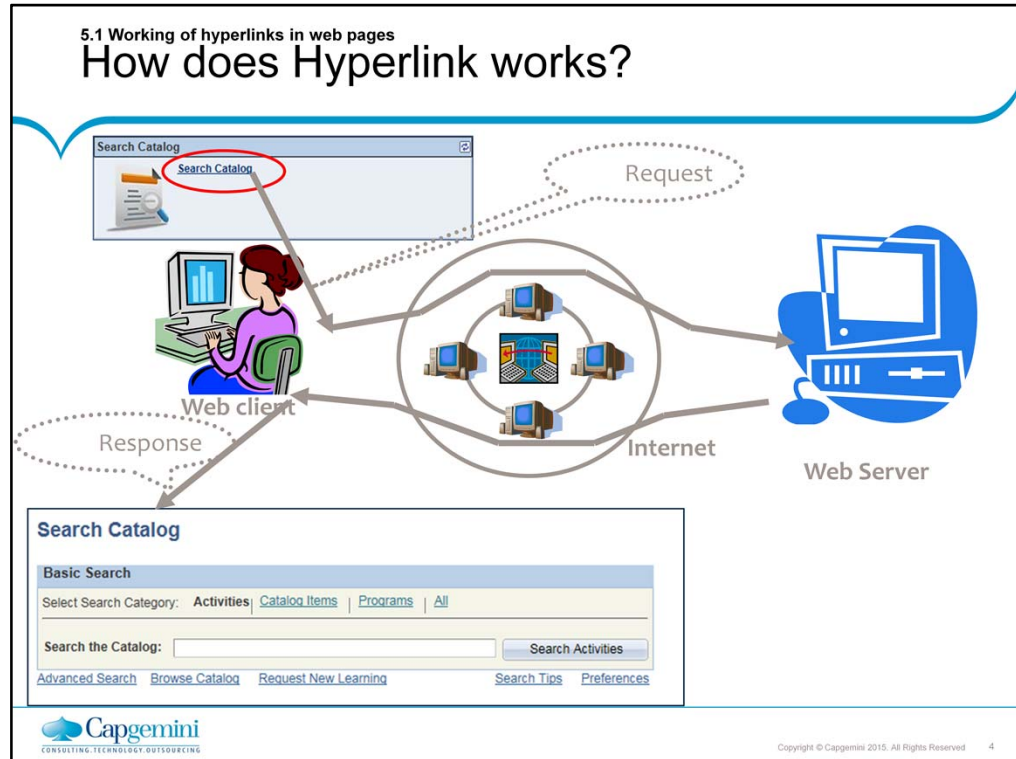 5.1 Working of hyperlinks in web pages
How does Hyperlink works?
Search Catalog
Search Catalog
Request
Web client
Response
Internet
Web Server
Search Catalog
Basic Search
Select Search Category: Activities | Catalog Items | Programs | All
Search the Catalog: Search Activities
Advanced Search Browse Catalog Request New Learning Search Tips Preferences
Capgemini
CONSULTING.TECHNOLOGY.OUTSOURCING
Copyright © Capgemini 2015. All Rights Reserved 4